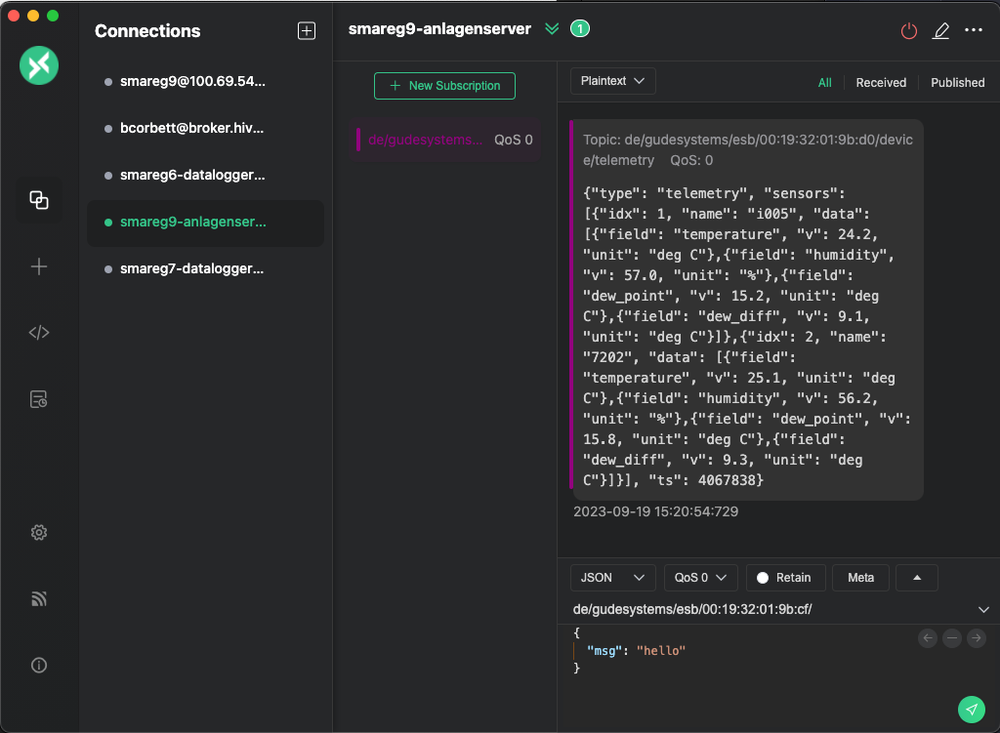 Connections
smareg9@100.69.54...
bcorbett@broker.hiv...
smareg6-datalogger...
smareg9-anlagenser...
smareg7-datalogger...
smareg9-anlagenserver 1
+ New Subscription
de/gudesystems... QoS 0
Plaintext All Received Published
Topic: de/gudesystems/esb/00:19:32:01:9b:d0/devic
e/telemetry QoS: 0
{"type": "telemetry", "sensors":
[{"idx": 1, "name": "i005", "data":
[{"field": "temperature", "v": 24.2,
"unit": "deg C"},{"field": "humidity",
"v": 57.0, "unit": "%"},{"field":
"dew_point", "v": 15.2, "unit": "deg
C"},{"field": "dew_diff", "v": 9.1,
"unit": "deg C"}]},{"idx": 2, "name":
"7202", "data": [{"field":
"temperature", "v": 25.1, "unit": "deg
C"},{"field": "humidity", "v": 56.2,
"unit": "%"},{"field": "dew_point", "v":
15.8, "unit": "deg C"},{"field":
"dew_diff", "v": 9.3, "unit": "deg
C"}]}], "ts": 4067838}
2023-09-19 15:20:54:729
JSON QoS 0 Retain Meta
de/gudesystems/esb/00:19:32:01:9b:cf/
{
"msg": "hello"
}